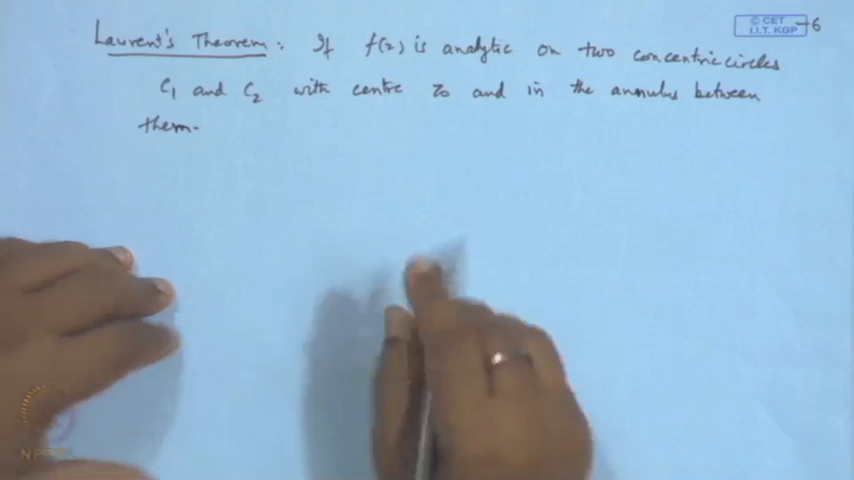 © CET
I.I.T. KGP
-6
Laurent's Theorem: If f(z) is analytic on two concentric circles
C1 and C2 with centre z0 and in the annulus between
them.